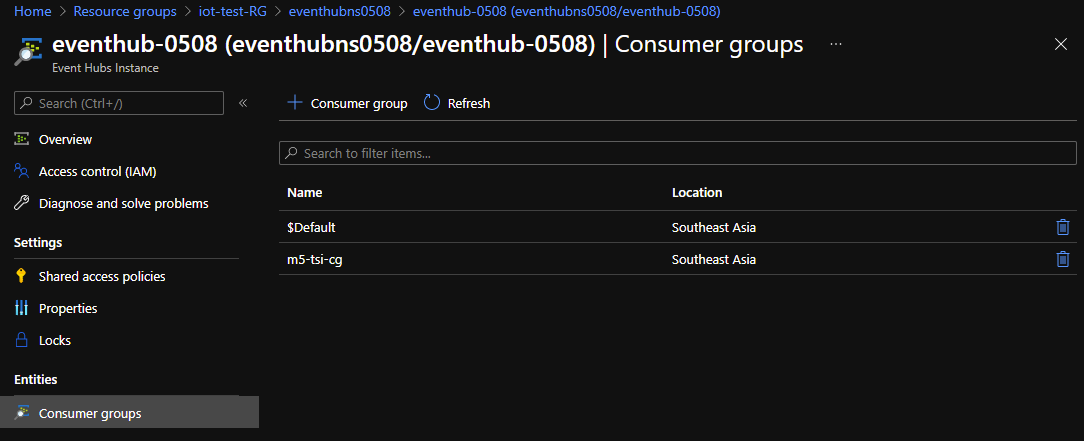 Home > Resource groups > iot-test-RG > eventhubns0508 > eventhub-0508 (eventhubns0508/eventhub-0508)
eventhub-0508 (eventhubns0508/eventhub-0508) | Consumer groups ...
Event Hubs Instance
Search (Ctrl+/) «
Overview
Access control (IAM)
Diagnose and solve problems
Settings
Shared access policies
Properties
Locks
Entities
Consumer groups
+ Consumer group Refresh
Search to filter items...
Name Location
$Default Southeast Asia
m5-tsi-cg Southeast Asia